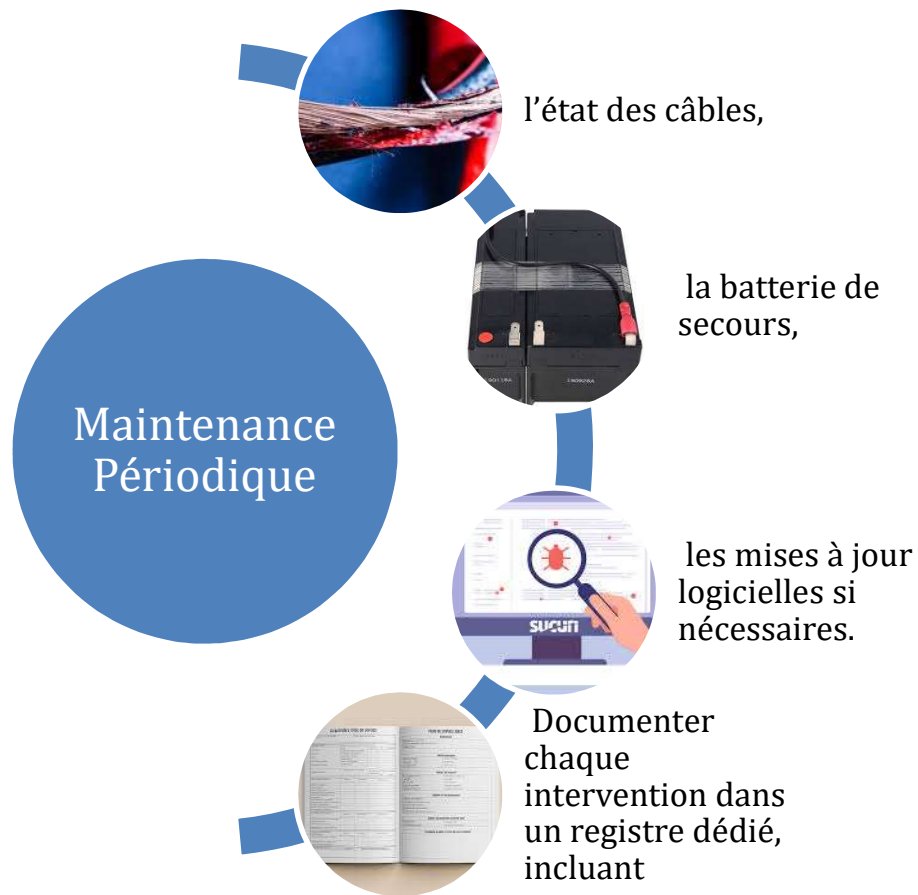 l’état des câbles,
la batterie de
secours,
Maintenance
Périodique
les mises à jour
logicielles si
nécessaires.
SUCURI
Documenter
chaque
intervention dans
un registre dédié,
incluant